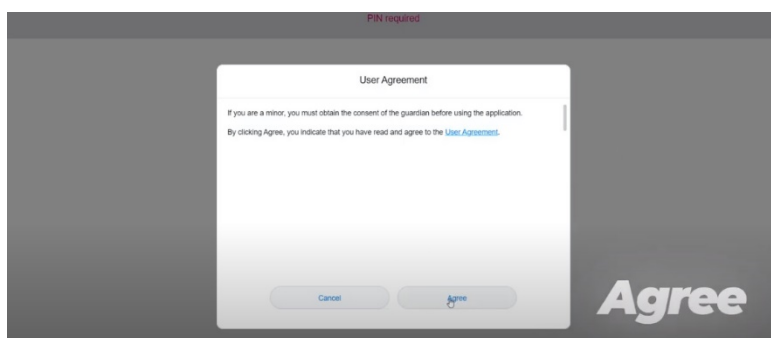 PIN required
User Agreement
If you are a minor, you must obtain the consent of the guardian before using the application.
By clicking Agree, you indicate that you have read and agree to the User Agreement.
Cancel
Agree
Agree